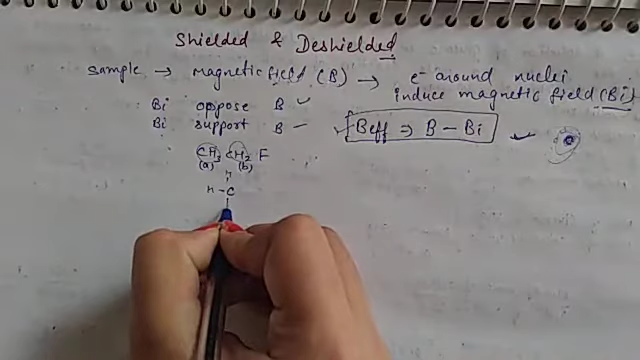 Shielded & Deshielded
Sample → magnetic field (B) → e⁻ around nuclei
induce magnetic field (Bi)
Bi oppose B
Bi support B –
Beff ⇒ B – Bi
CH3 CH2 F
(a) (b)
H
H – C